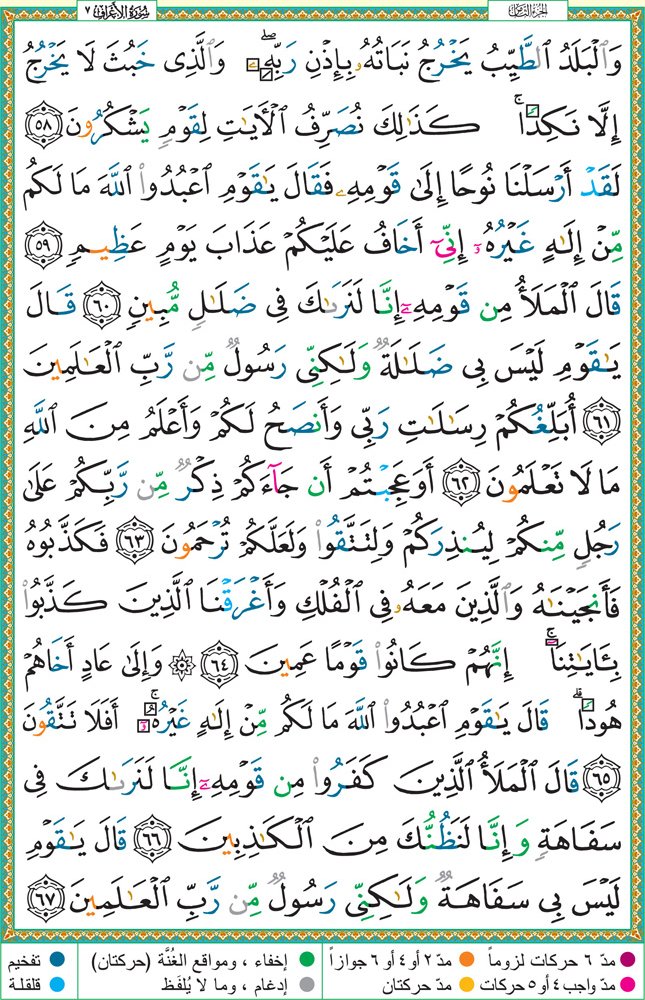 سُورَةُ الأَعْرَافِ ٧
الجزء الثامن
وَٱلْبَلَدُ ٱلطَّيِّبُ يَخْرُجُ نَبَاتُهُۥ بِإِذْنِ رَبِّهِۦۖ وَٱلَّذِى خَبُثَ لَا يَخْرُجُ
إِلَّا نَكِدًاۚ كَذَٰلِكَ نُصَرِّفُ ٱلْأَيَٰتِ لِقَوْمٍ يَشْكُرُونَ ٥٨
لَقَدْ أَرْسَلْنَا نُوحًا إِلَىٰ قَوْمِهِۦ فَقَالَ يَٰقَوْمِ ٱعْبُدُوا۟ ٱللَّهَ مَا لَكُم
مِّنْ إِلَٰهٍ غَيْرُهُۥٓ إِنِّىٓ أَخَافُ عَلَيْكُمْ عَذَابَ يَوْمٍ عَظِيمٍ ٥٩
قَالَ ٱلْمَلَأُ مِن قَوْمِهِۦٓ إِنَّا لَنَرَىٰكَ فِى ضَلَٰلٍ مُّبِينٍ ٦٠ قَالَ
يَٰقَوْمِ لَيْسَ بِى ضَلَٰلَةٌ وَلَٰكِنِّى رَسُولٌ مِّن رَّبِّ ٱلْعَٰلَمِينَ
٦١ أُبَلِّغُكُمْ رِسَٰلَٰتِ رَبِّى وَأَنصَحُ لَكُمْ وَأَعْلَمُ مِنَ ٱللَّهِ
مَا لَا تَعْلَمُونَ ٦٢ أَوَعَجِبْتُمْ أَن جَآءَكُمْ ذِكْرٌ مِّن رَّبِّكُمْ عَلَىٰ
رَجُلٍ مِّنكُمْ لِيُنذِرَكُمْ وَلِتَتَّقُوا۟ وَلَعَلَّكُمْ تُرْحَمُونَ ٦٣ فَكَذَّبُوهُ
فَأَنجَيْنَٰهُ وَٱلَّذِينَ مَعَهُۥ فِى ٱلْفُلْكِ وَأَغْرَقْنَا ٱلَّذِينَ كَذَّبُوا۟
بِـَٔايَٰتِنَآۚ إِنَّهُمْ كَانُوا۟ قَوْمًا عَمِينَ ٦٤ ۞ وَإِلَىٰ عَادٍ أَخَاهُمْ
هُودًاۗ قَالَ يَٰقَوْمِ ٱعْبُدُوا۟ ٱللَّهَ مَا لَكُم مِّنْ إِلَٰهٍ غَيْرُهُۥٓۚ أَفَلَا تَتَّقُونَ
٦٥ قَالَ ٱلْمَلَأُ ٱلَّذِينَ كَفَرُوا۟ مِن قَوْمِهِۦٓ إِنَّا لَنَرَىٰكَ فِى
سَفَاهَةٍ وَإِنَّا لَنَظُنُّكَ مِنَ ٱلْكَٰذِبِينَ ٦٦ قَالَ يَٰقَوْمِ
لَيْسَ بِى سَفَاهَةٌ وَلَٰكِنِّى رَسُولٌ مِّن رَّبِّ ٱلْعَٰلَمِينَ ٦٧
مدّ ٦ حركات لزوماً مدّ ٢ أو ٤ أو ٦ جوازاً إخفاء ، ومواقع الغُنَّة (حركتان) تفخيم
مدّ واجب ٤ أو ٥ حركات مدّ حركتان إدغام ، وما لا يُلفَظ قلقلة